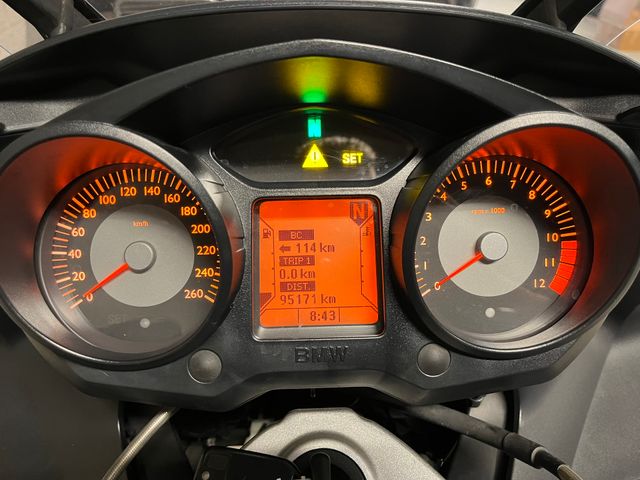 N
SET
km/h
0 20 40 60 80 100 120 140 160 180 200 220 240 260
SET
N
BC
114 km
TRIP 1
0.0 km
DIST.
95171 km
8:43
rpm x 1000
0 1 2 3 4 5 6 7 8 9 10 11 12
BMW